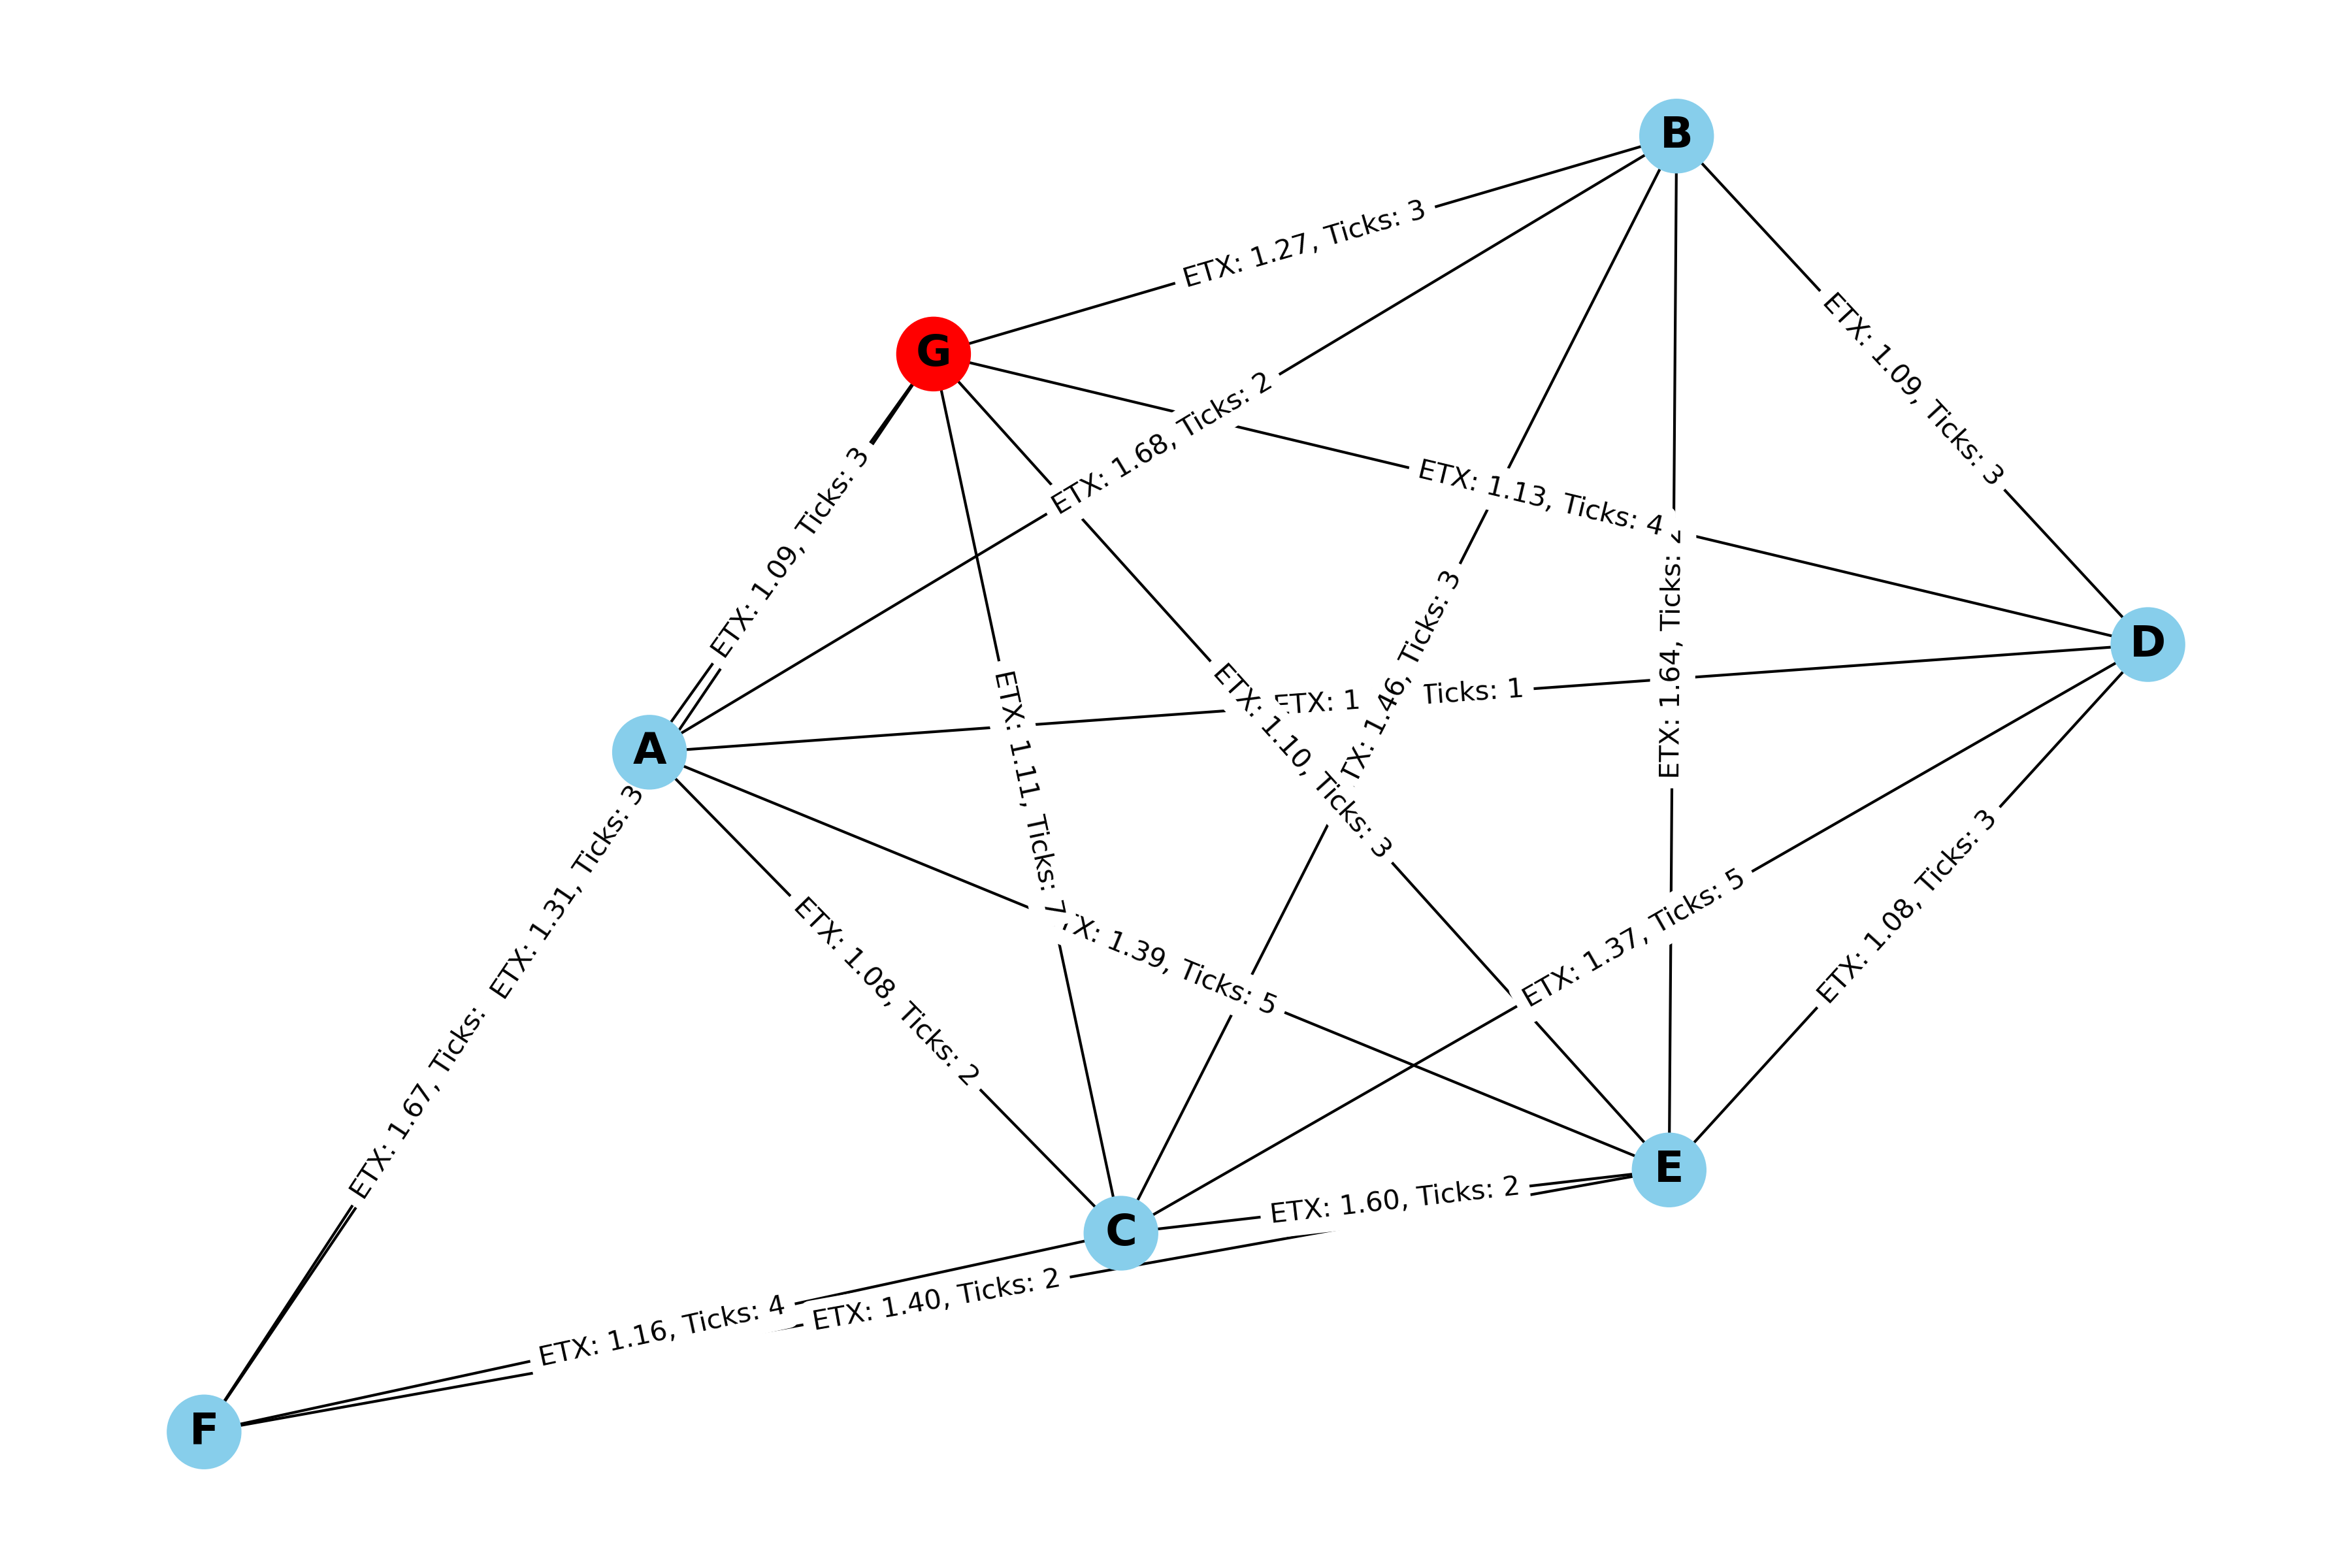 B
ETX: 1.27, Ticks: 3
G
ETX: 1.09, Ticks: 3
ETX: 1.68, Ticks: 2
ETX: 1.13, Ticks: 4
ETX: 1.09, Ticks: 3
ETX: 1.64, Ticks:
D
ETX: 1.46, Ticks: 3
ETX: 1 Ticks: 1
ETX: 1.10, Ticks: 3
ETX: 1.11, Ticks: 7
A
ETX: 1.31, Ticks: 3
ETX: 1.67, Ticks:
ETX: 1.08, Ticks: 2
1.39, Ticks: 5
ETX: 1.37, Ticks: 5
ETX: 1.08, Ticks: 3
E
ETX: 1.60, Ticks: 2
C
ETX: 1.40, Ticks: 2
ETX: 1.16, Ticks: 4
F